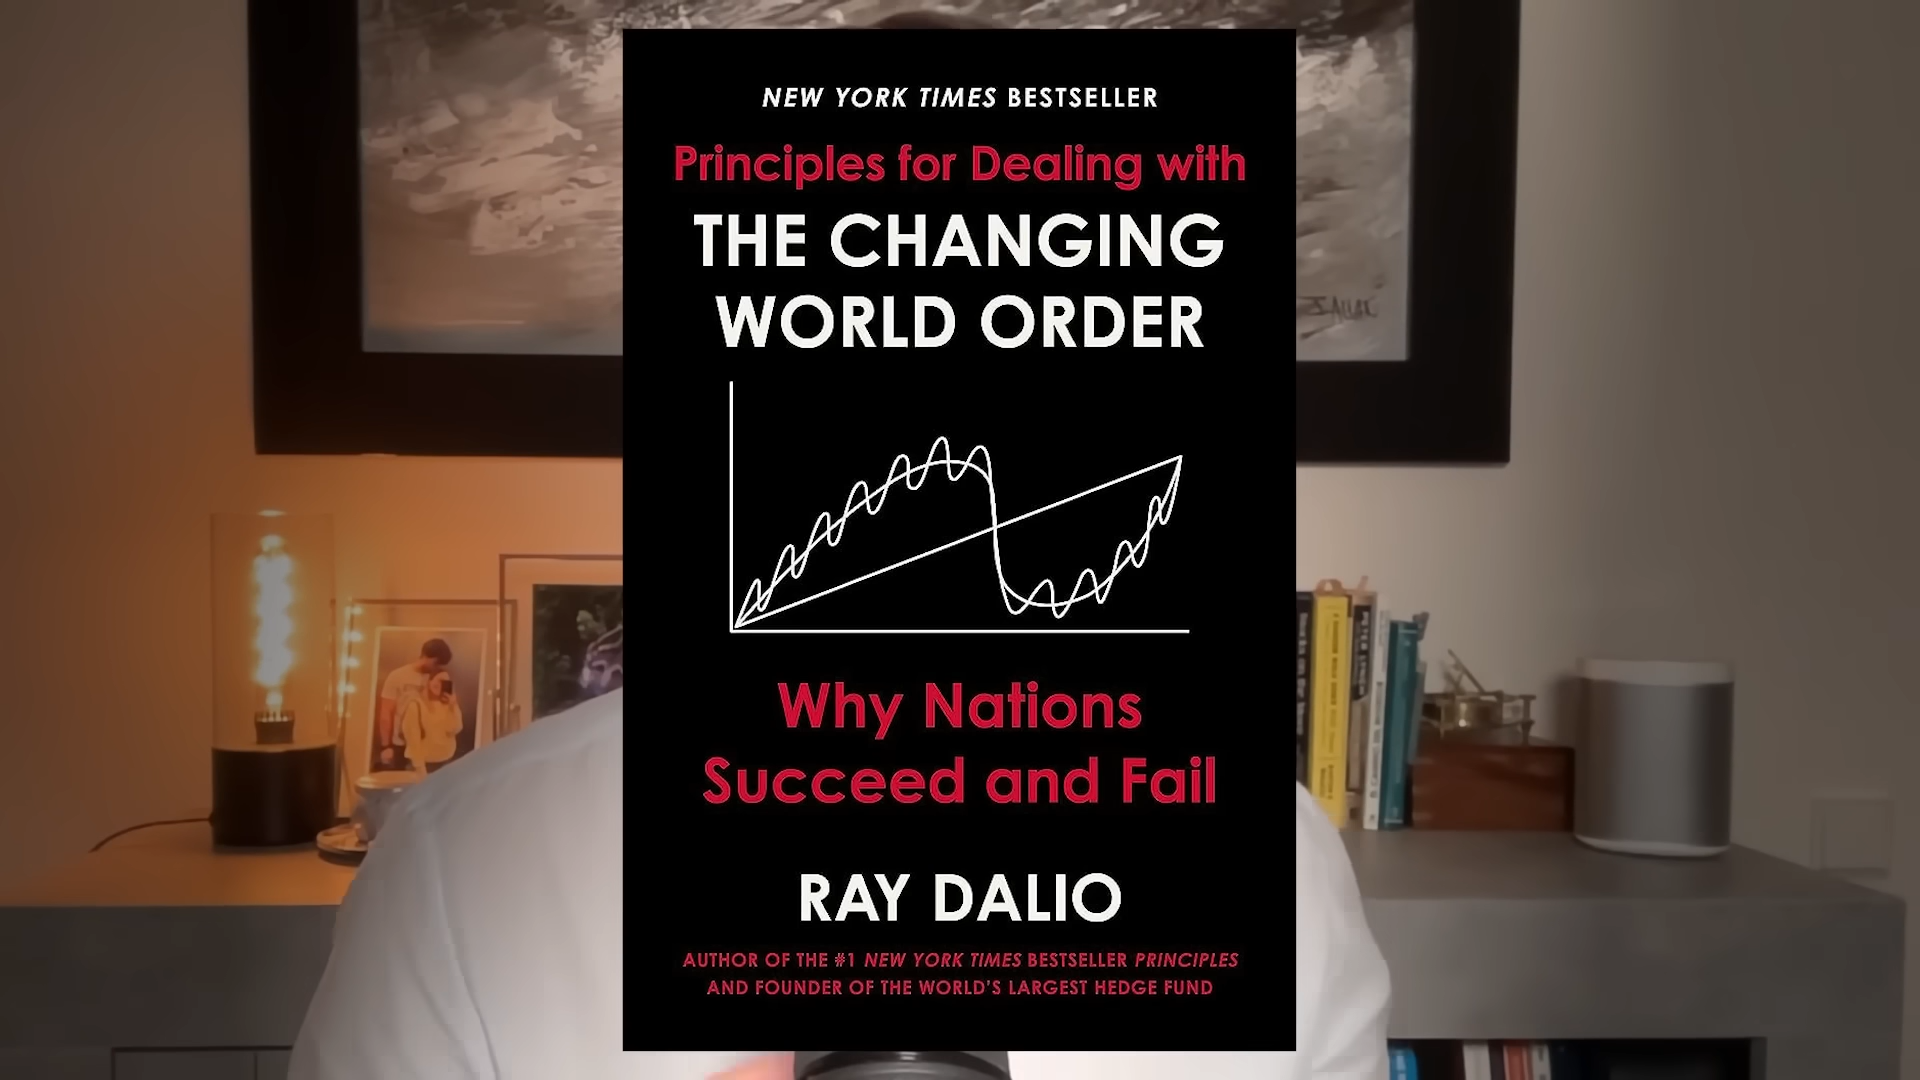 NEW YORK TIMES BESTSELLER
Principles for Dealing with
THE CHANGING
WORLD ORDER
Why Nations
Succeed and Fail
RAY DALIO
AUTHOR OF THE #1 NEW YORK TIMES BESTSELLER PRINCIPLES
AND FOUNDER OF THE WORLD'S LARGEST HEDGE FUND